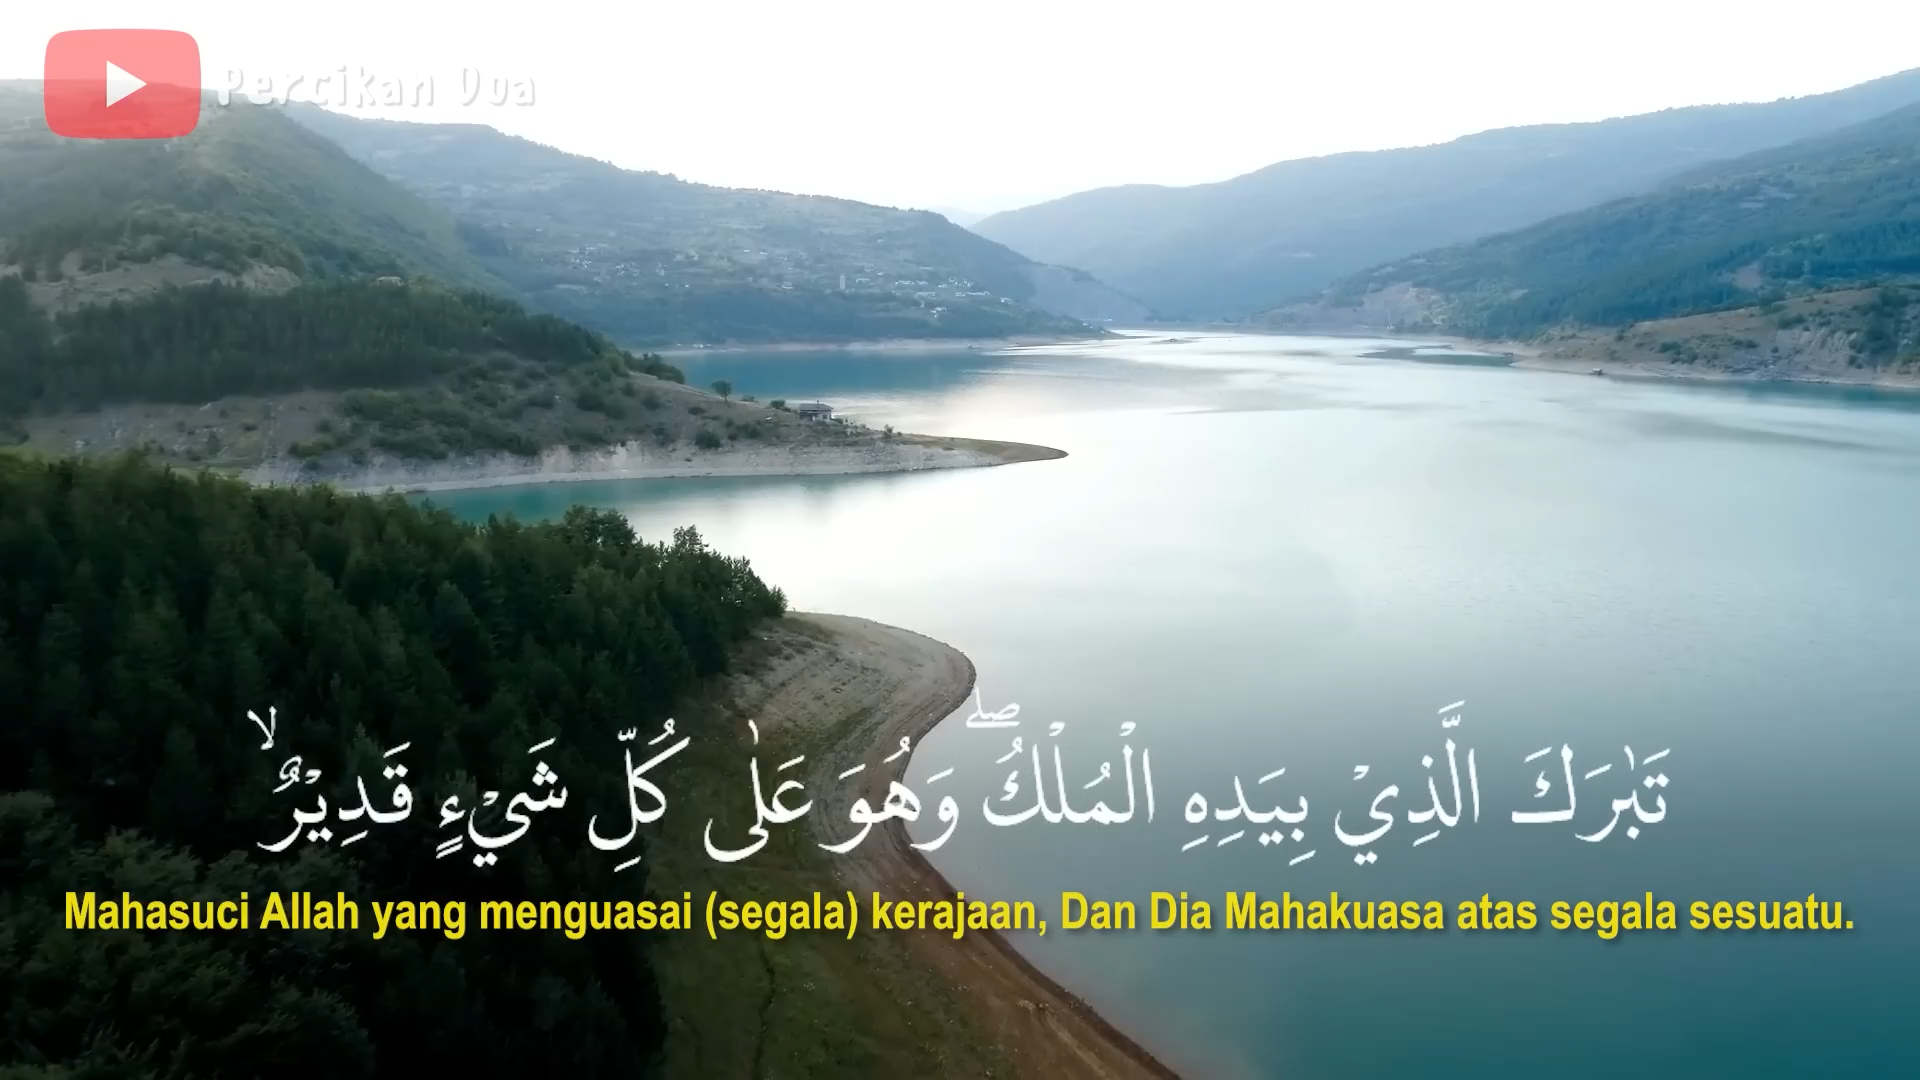 Percikan Doa
تَبٰرَكَ الَّذِيْ بِيَدِهِ الْمُلْكُۖ وَهُوَ عَلٰى كُلِّ شَيْءٍ قَدِيْرٌۙ
Mahasuci Allah yang menguasai (segala) kerajaan, Dan Dia Mahakuasa atas segala sesuatu.